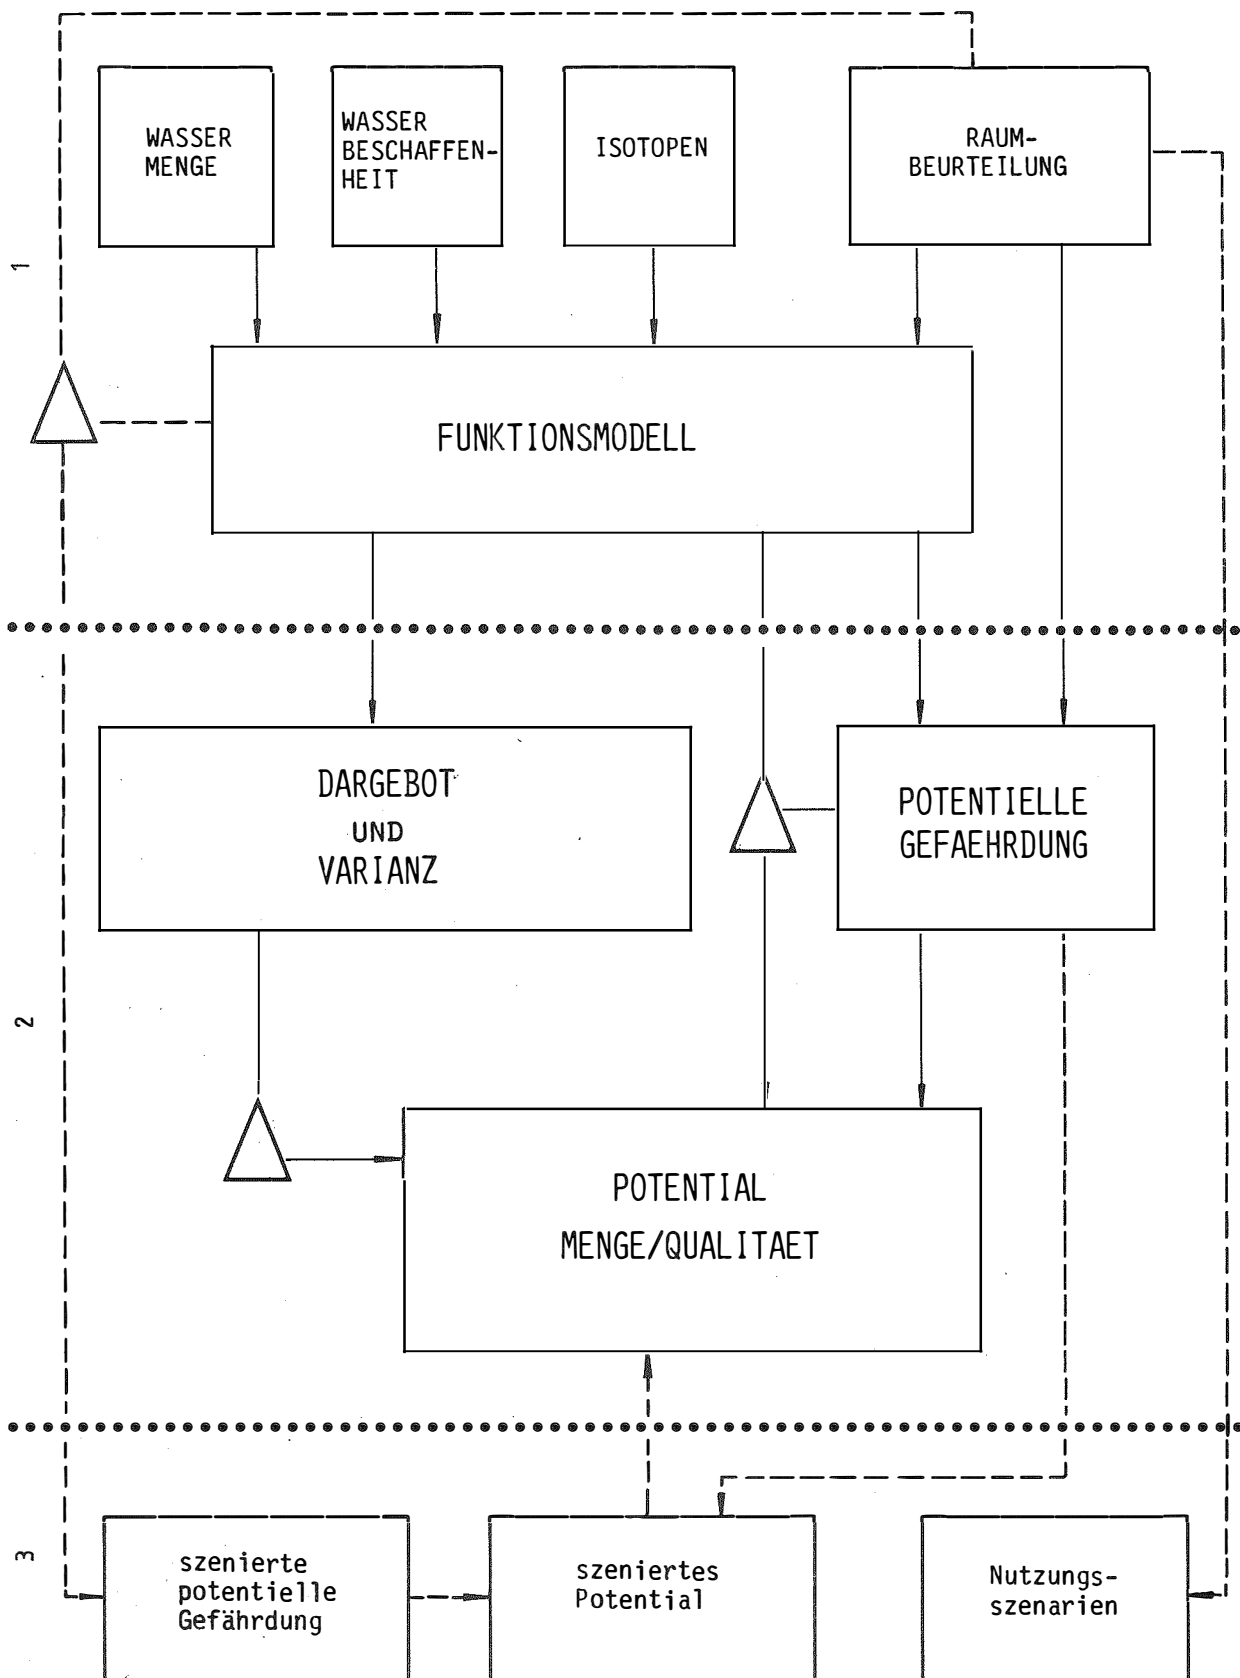 WASSER
MENGE
WASSER
BESCHAFFEN-
HEIT
ISOTOPEN
RAUM-
BEURTEILUNG
1
FUNKTIONSMODELL
DARGEBOT
UND
VARIANZ
POTENTIELLE
GEFAEHRDUNG
2
POTENTIAL
MENGE/QUALITAET
3
szenierte
potentielle
Gefährdung
szeniertes
Potential
Nutzungs-
szenarien